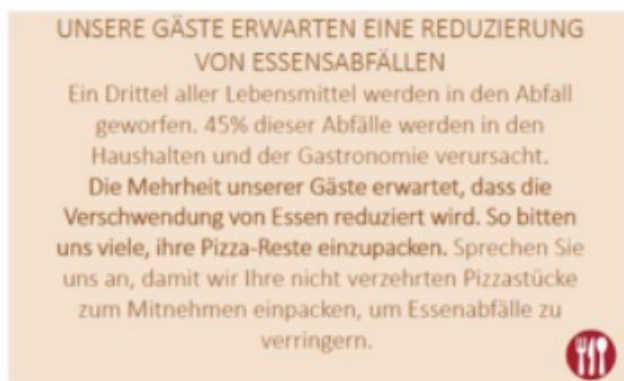 UNSERE GÄSTE ERWARTEN EINE REDUZIERUNG
VON ESSENSABFÄLLEN
Ein Drittel aller Lebensmittel werden in den Abfall
geworfen. 45% dieser Abfälle werden in den
Haushalten und der Gastronomie verursacht.
Die Mehrheit unserer Gäste erwartet, dass die
Verschwendung von Essen reduziert wird. So bitten
uns viele, ihre Pizza-Reste einzupacken. Sprechen Sie
uns an, damit wir Ihre nicht verzehrten Pizzastücke
zum Mitnehmen einpacken, um Essenabfälle zu
verringern.